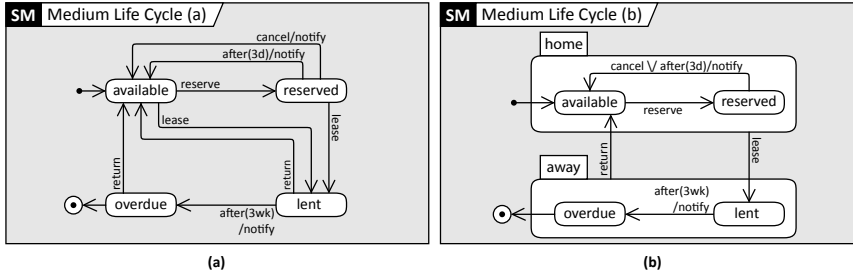 SM Medium Life Cycle (a)
cancel/notify
after(3d)/notify
available
reserve
reserved
lease
lease
return
return
overdue
after(3wk)
/notify
lent
(a)
SM Medium Life Cycle (b)
home
cancel \/ after(3d)/notify
available
reserve
reserved
return
lease
away
overdue
after(3wk)
/notify
lent
(b)